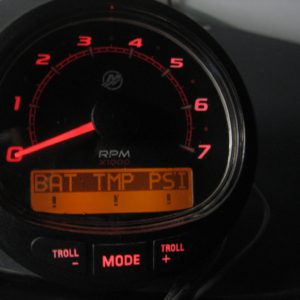 4
3 5
2 6
1 7
0
RPM
X1000
BAT TMP PSI
TROLL MODE TROLL
- +